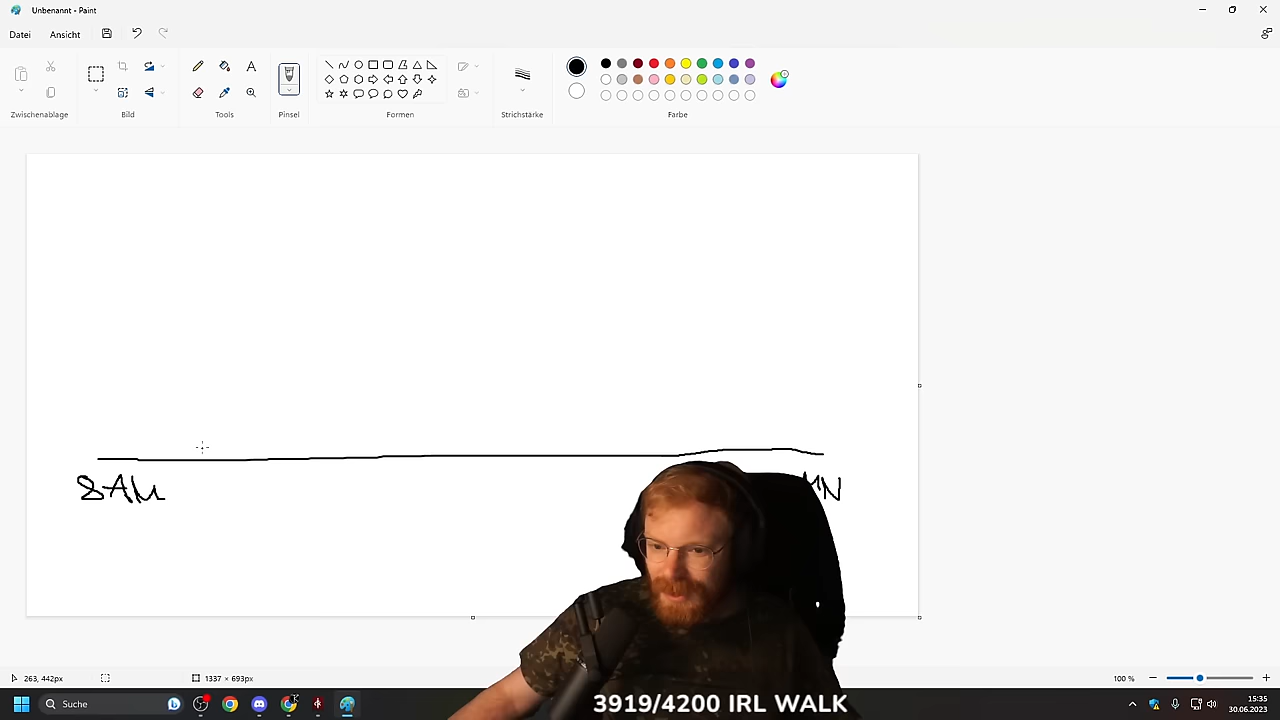 Unbenannt • Paint
Datei
Ansicht
Zwischenablage
Bild
Tools
Pinsel
Formen
Strichstärke
Farbe
8AM
MN
263, 442px
1337 × 693px
100 %
3919/4200 IRL WALK
Suche
15:35
30.06.2023